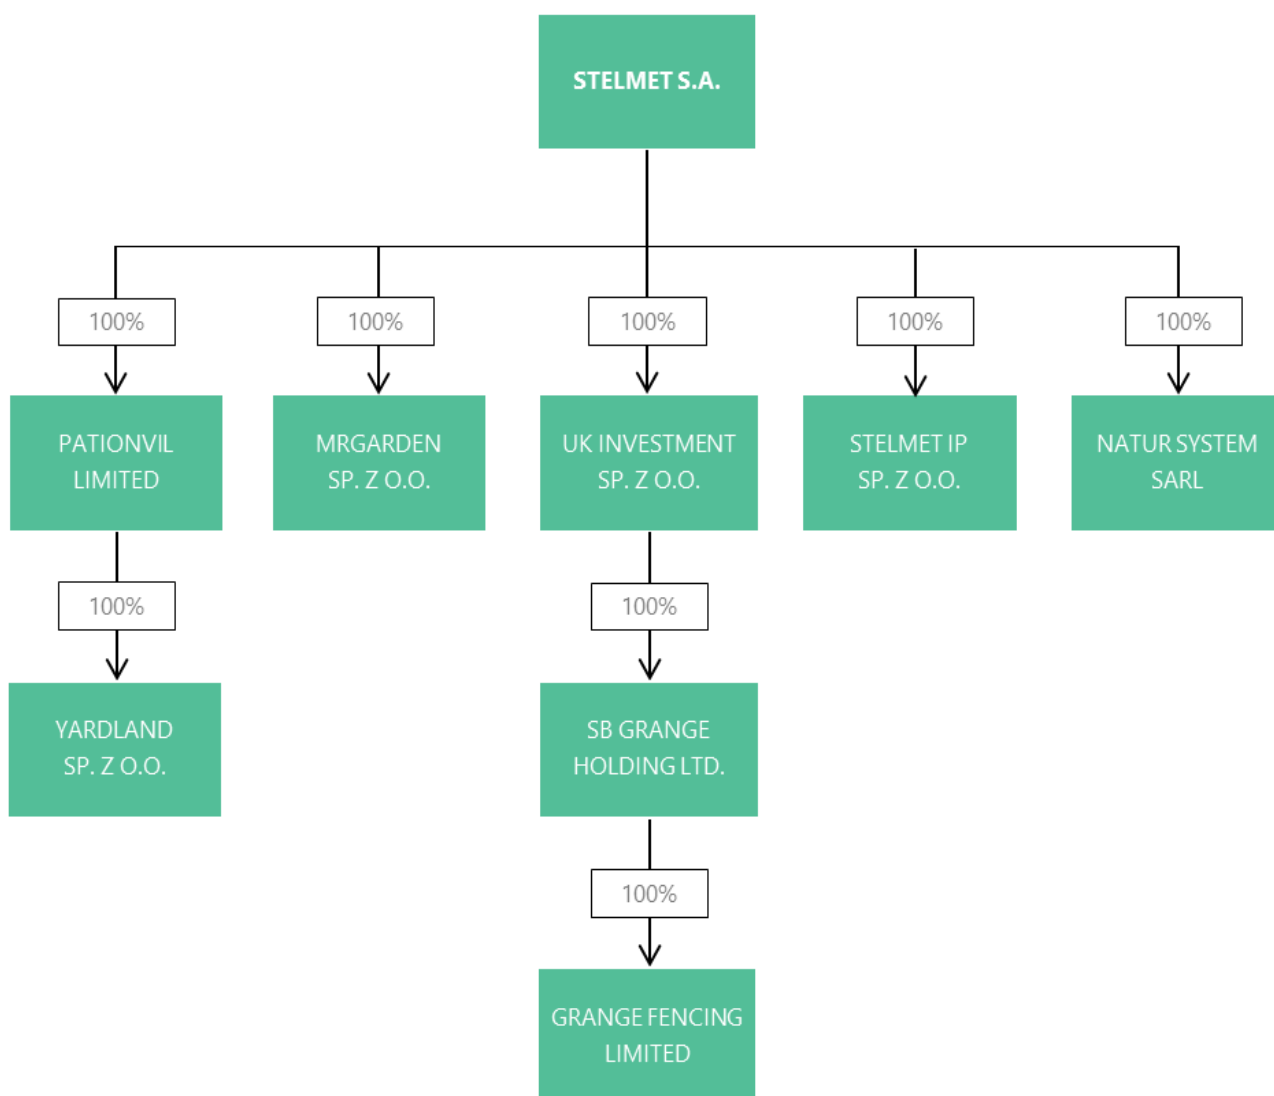 STELMET S.A.
100%
100%
100%
100%
100%
PATIONVIL
LIMITED
MRGARDEN
SP. Z O.O.
UK INVESTMENT
SP. Z O.O.
STELMET IP
SP. Z O.O.
NATUR SYSTEM
SARL
100%
100%
YARDLAND
SP. Z O.O.
SB GRANGE
HOLDING LTD.
100%
GRANGE FENCING
LIMITED